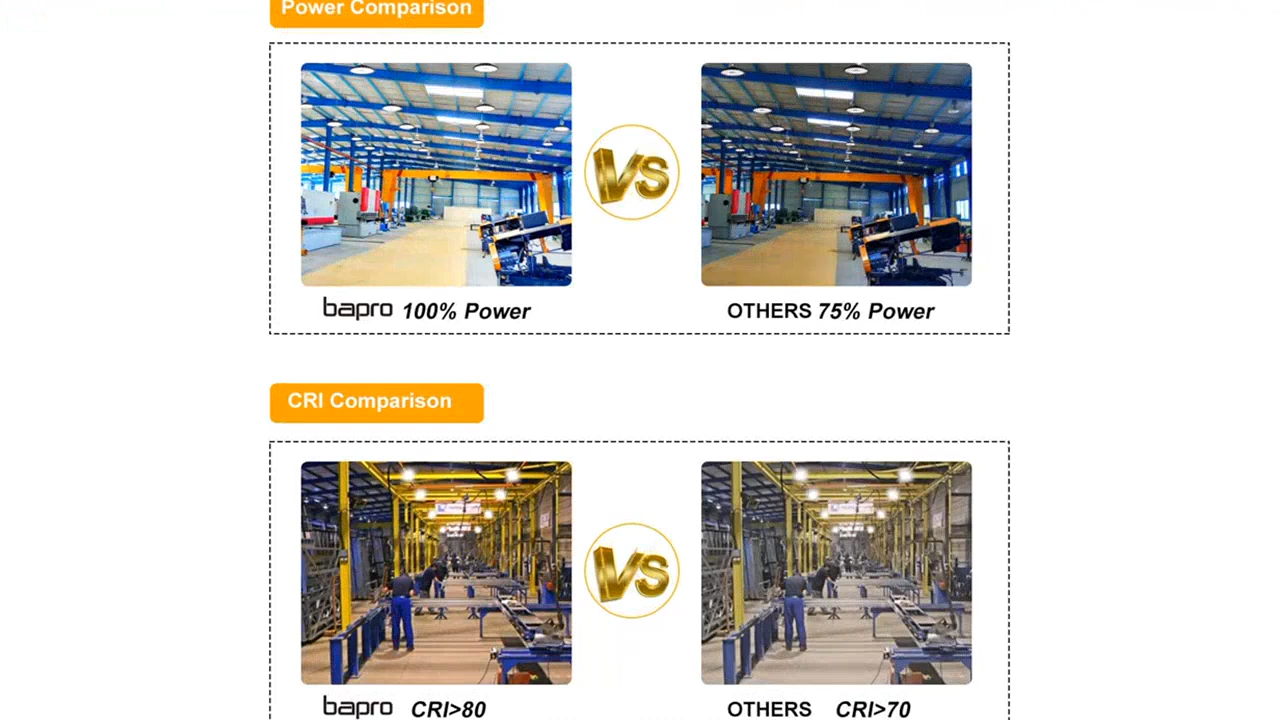 Power Comparison
VS
bapro 100% Power
OTHERS 75% Power
CRI Comparison
VS
bapro CRI>80
OTHERS CRI>70